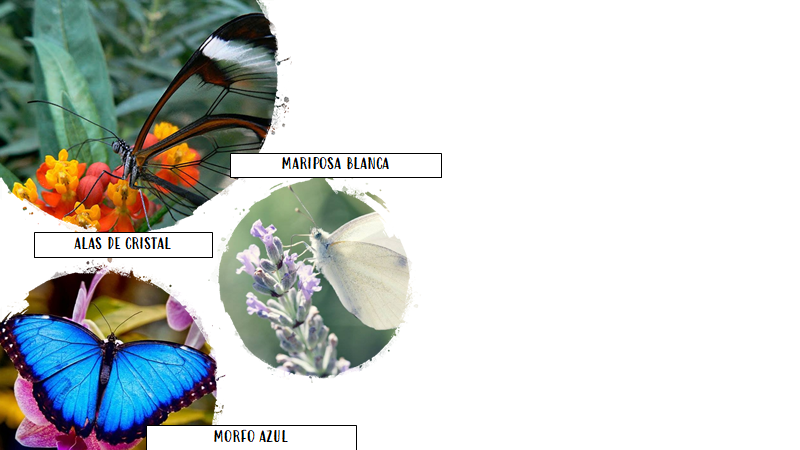 MARIPOSA BLANCA
ALAS DE CRISTAL
MORFO AZUL